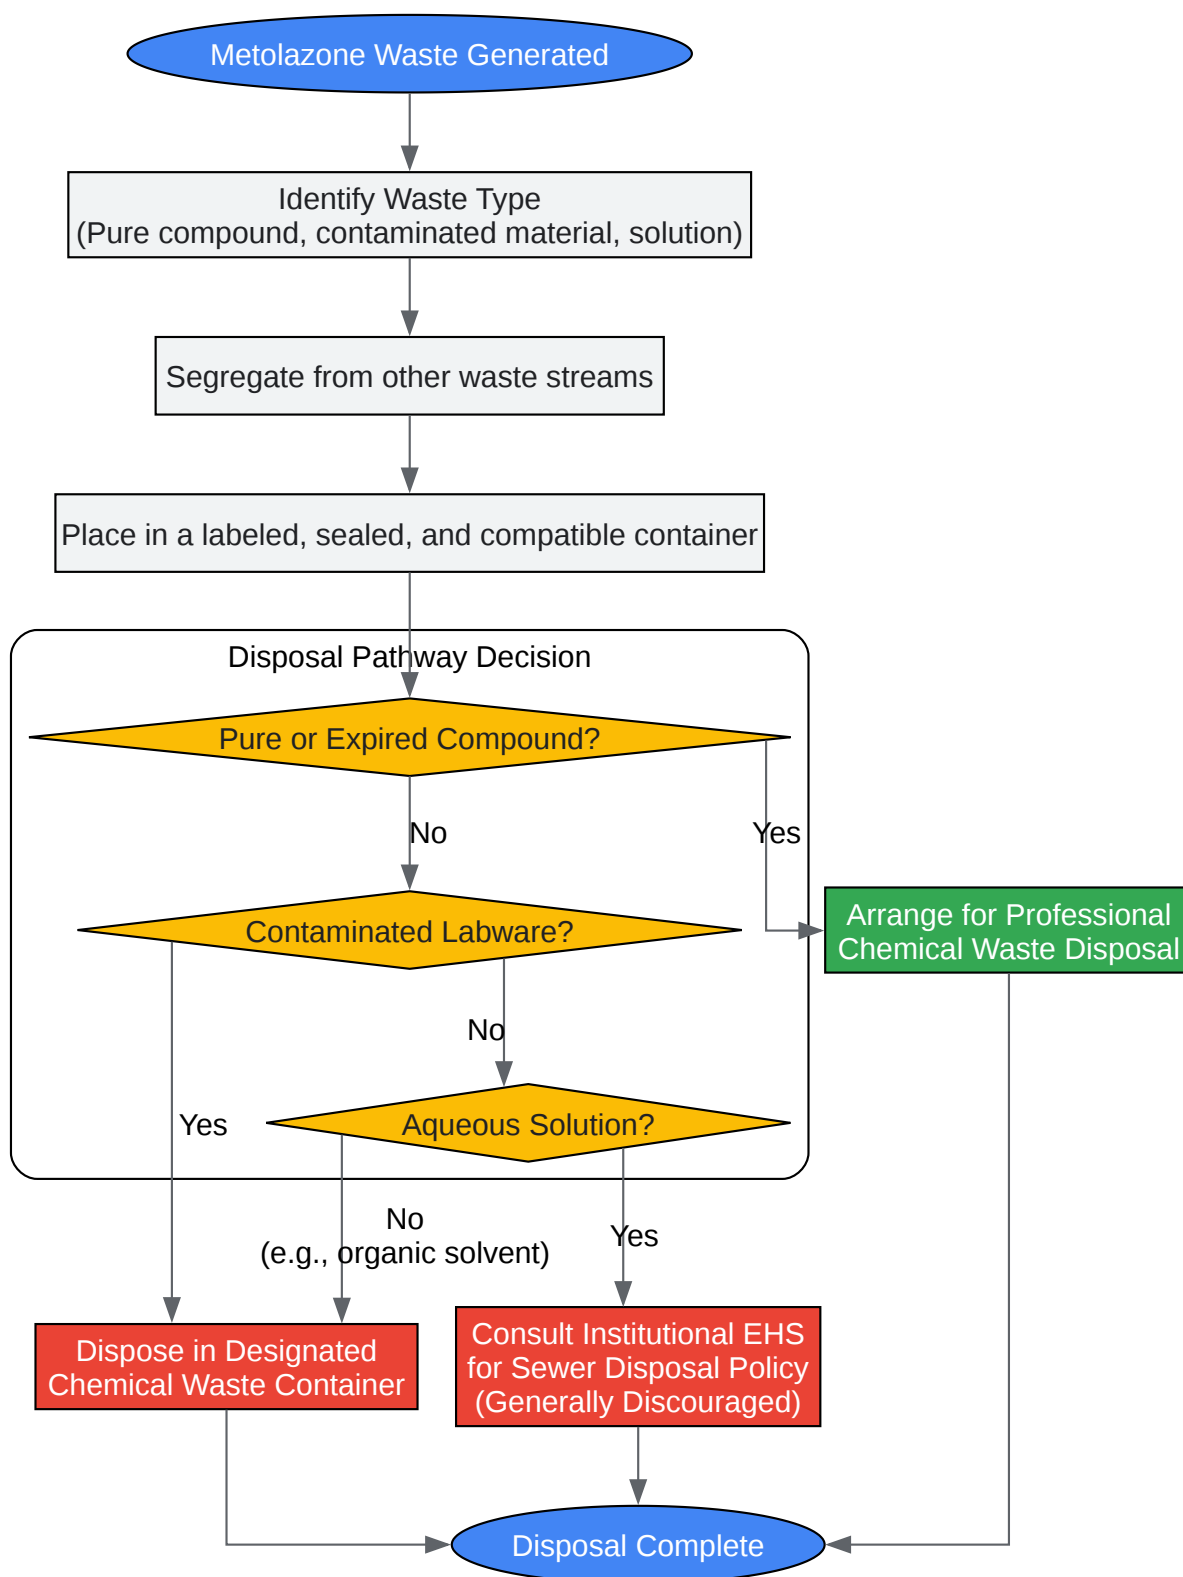 Metolazone Waste Generated
Identify Waste Type
(Pure compound, contaminated material, solution)
Segregate from other waste streams
Place in a labeled, sealed, and compatible container
Disposal Pathway Decision
Pure or Expired Compound?
No
Yes
Contaminated Labware?
Arrange for Professional
Chemical Waste Disposal
No
Yes
Aqueous Solution?
No
(e.g., organic solvent)
Yes
Dispose in Designated
Chemical Waste Container
Consult Institutional EHS
for Sewer Disposal Policy
(Generally Discouraged)
Disposal Complete